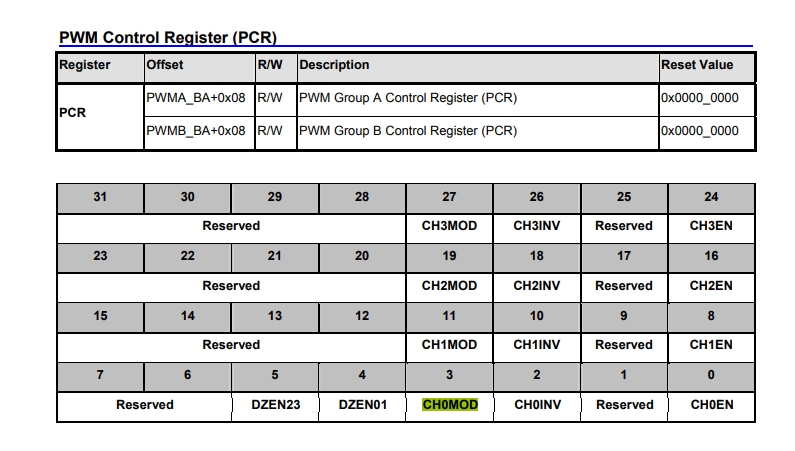 PWM Control Register (PCR)
Register Offset R/W Description Reset Value
PCR
PWMA_BA+0x08 R/W PWM Group A Control Register (PCR) 0x0000_0000
PWMB_BA+0x08 R/W PWM Group B Control Register (PCR) 0x0000_0000
31 30 29 28 27 26 25 24
Reserved CH3MOD CH3INV Reserved CH3EN
23 22 21 20 19 18 17 16
Reserved CH2MOD CH2INV Reserved CH2EN
15 14 13 12 11 10 9 8
Reserved CH1MOD CH1INV Reserved CH1EN
7 6 5 4 3 2 1 0
Reserved DZEN23 DZEN01 CH0MOD CH0INV Reserved CH0EN